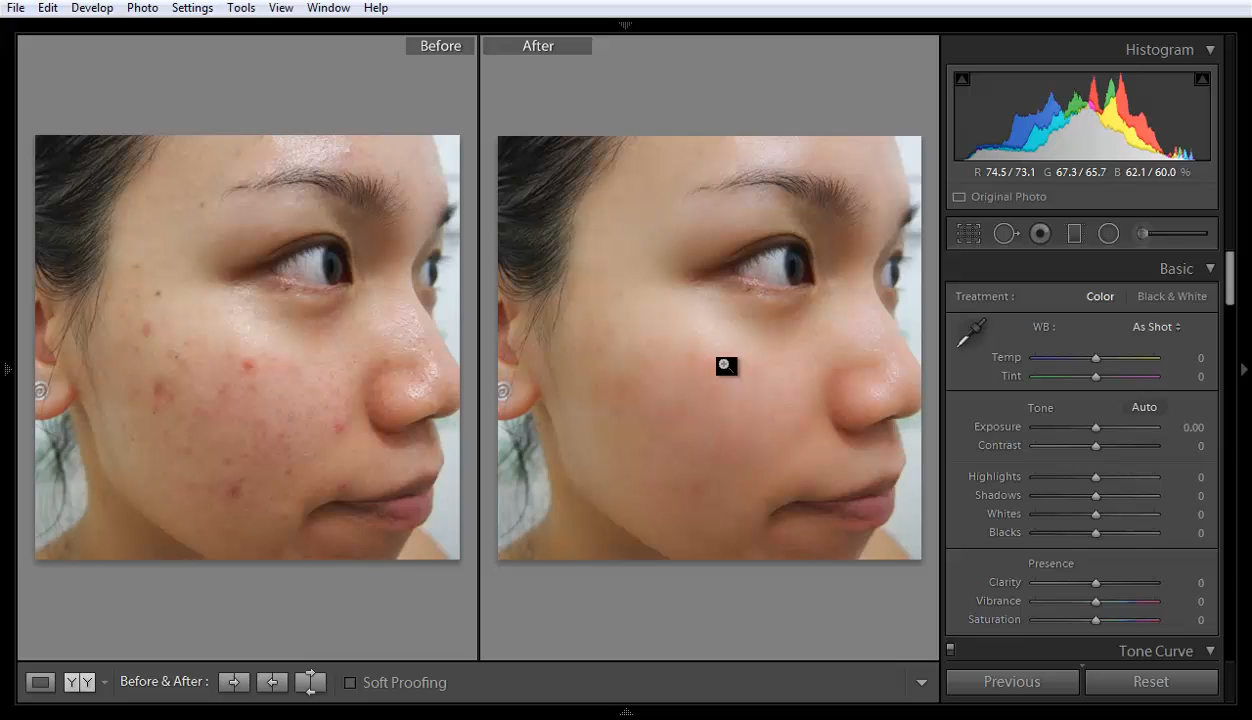 File Edit Develop Photo Settings Tools View Window Help
Before After
Histogram
R 74.5 / 73.1 G 67.3 / 65.7 B 62.1 / 60.0 %
Original Photo
Basic
Treatment : Color Black & White
WB : As Shot
Temp 0
Tint 0
Tone Auto
Exposure 0.00
Contrast 0
Highlights 0
Shadows 0
Whites 0
Blacks 0
Presence
Clarity 0
Vibrance 0
Saturation 0
Tone Curve
YY Before & After : Soft Proofing
Previous Reset